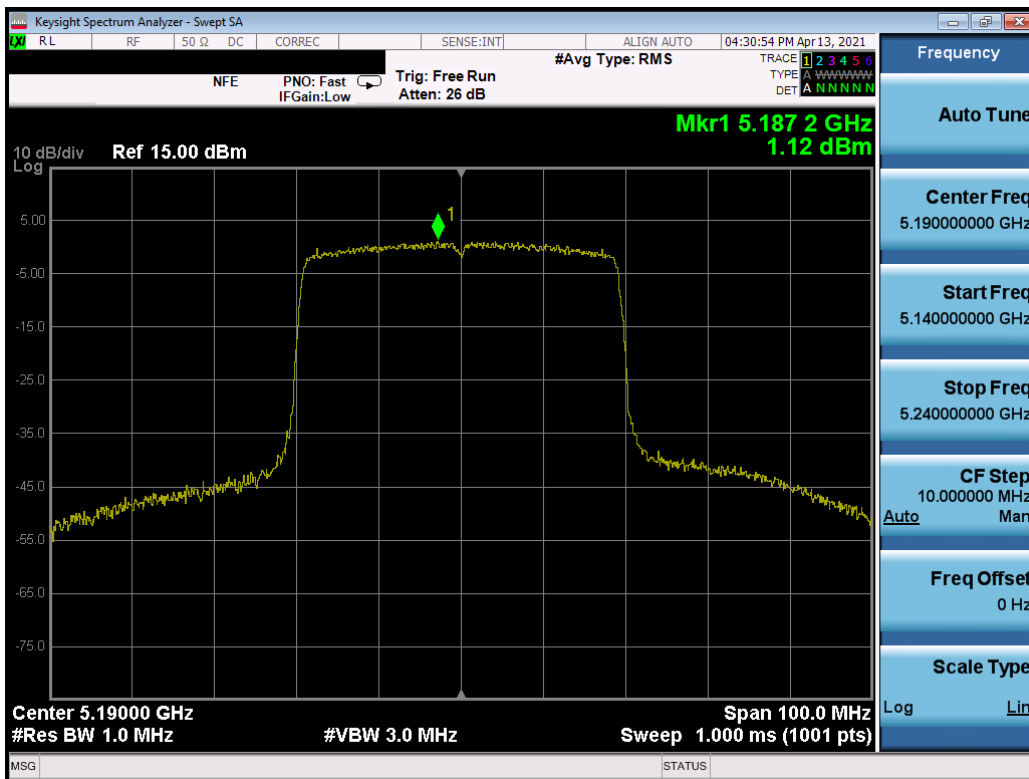 Keysight Spectrum Analyzer - Swept SA
LXI RL RF 50 Ω DC CORREC SENSE:INT ALIGN AUTO 04:30:54 PM Apr 13, 2021
NFE PNO: Fast Trig: Free Run #Avg Type: RMS TRACE 1 2 3 4 5 6
IFGain:Low Atten: 26 dB TYPE A WWWWW
DET A N N N N N
Mkr1 5.187 2 GHz
1.12 dBm
10 dB/div Ref 15.00 dBm
Log
1
5.00
-5.00
-15.0
-25.0
-35.0
-45.0
-55.0
-65.0
-75.0
Center 5.19000 GHz Span 100.0 MHz
#Res BW 1.0 MHz #VBW 3.0 MHz Sweep 1.000 ms (1001 pts)
MSG STATUS
Frequency
Auto Tune
Center Freq
5.190000000 GHz
Start Freq
5.140000000 GHz
Stop Freq
5.240000000 GHz
CF Step
10.000000 MHz
Auto Man
Freq Offset
0 Hz
Scale Type
Log Lin